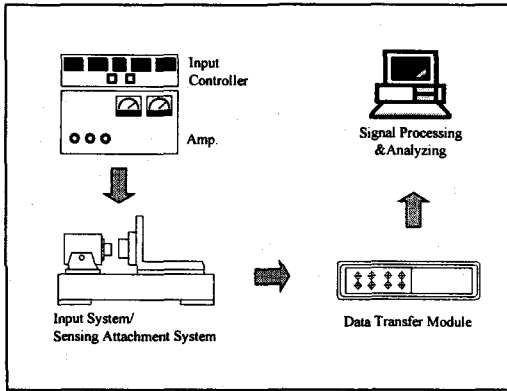 Input
Controller
Amp.
Input System/
Sensing Attachment System
Data Transfer Module
Signal Processing
&Analyzing